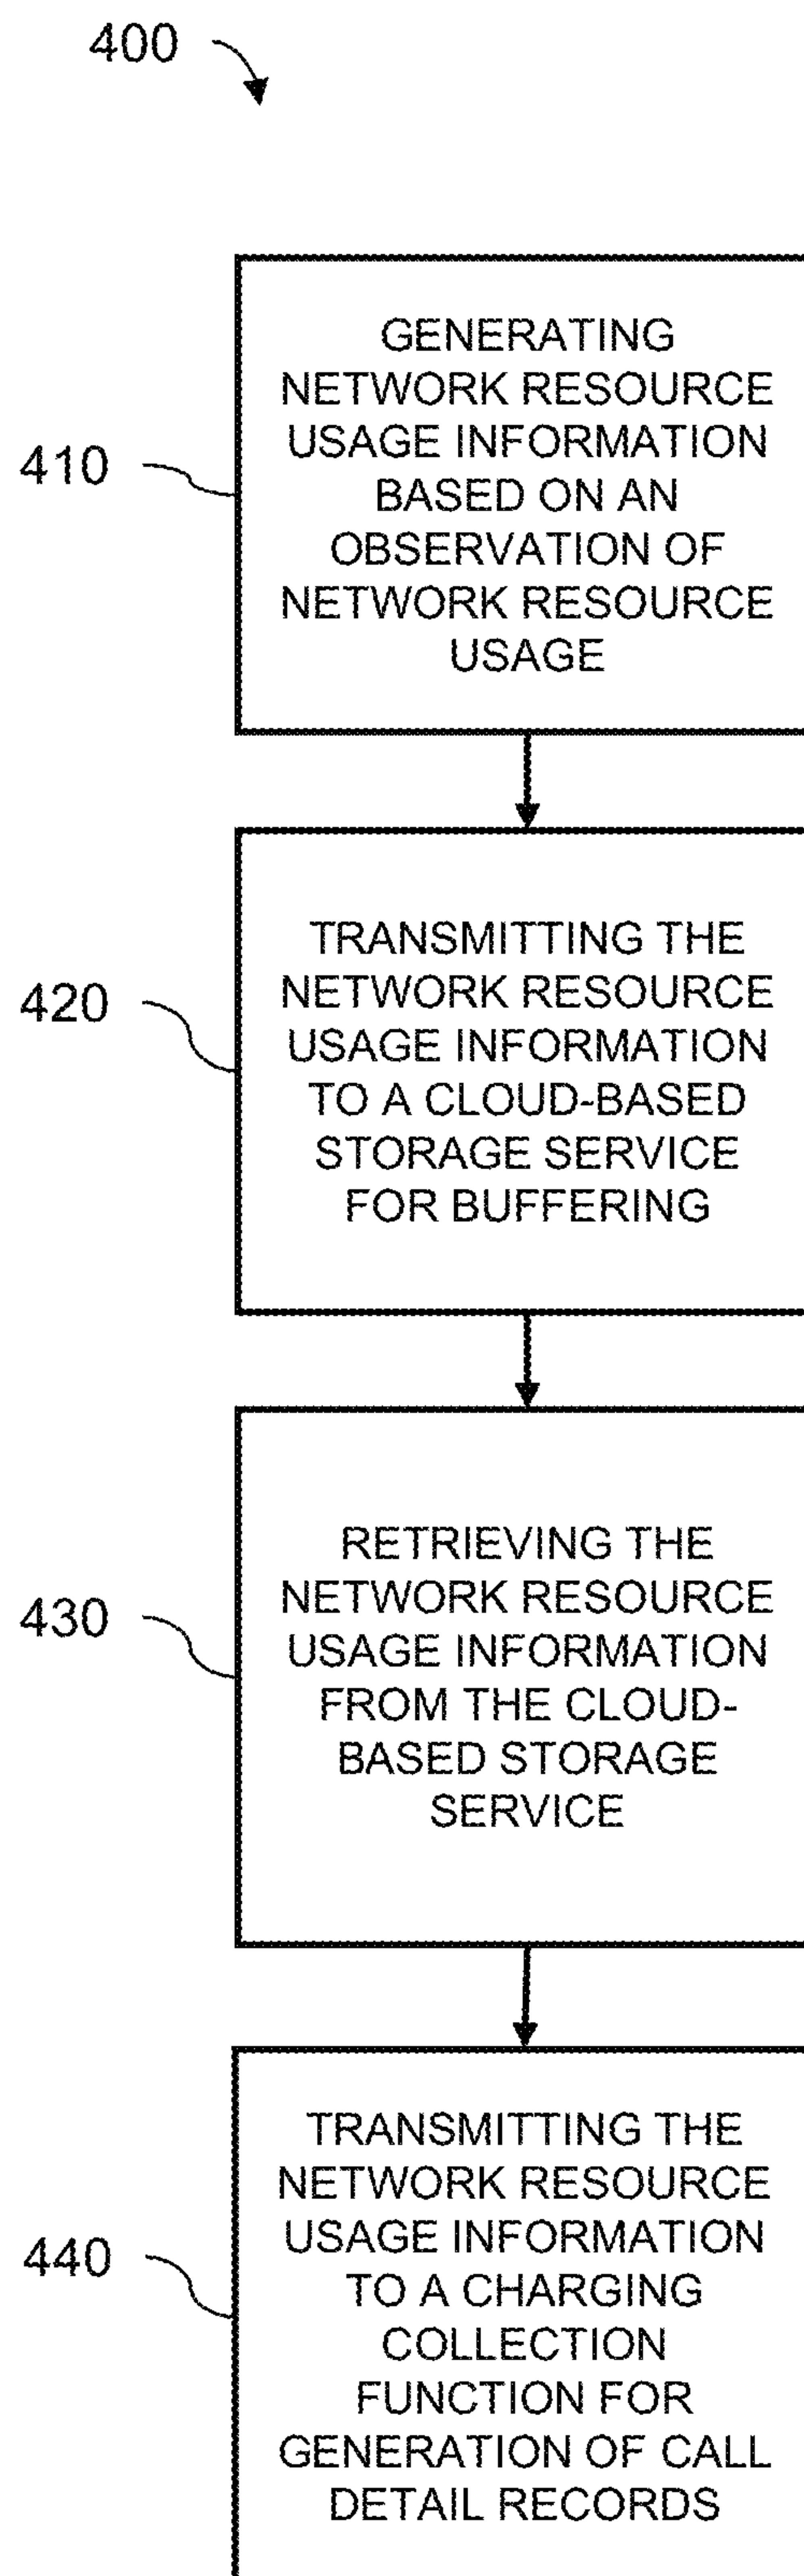 400
GENERATING
NETWORK RESOURCE
USAGE INFORMATION
BASED ON AN
OBSERVATION OF
NETWORK RESOURCE
USAGE
410
TRANSMITTING THE
NETWORK RESOURCE
USAGE INFORMATION
TO A CLOUD-BASED
STORAGE SERVICE
FOR BUFFERING
420
RETRIEVING THE
NETWORK RESOURCE
USAGE INFORMATION
FROM THE CLOUD-
BASED STORAGE
SERVICE
430
TRANSMITTING THE
NETWORK RESOURCE
USAGE INFORMATION
TO A CHARGING
COLLECTION
FUNCTION FOR
GENERATION OF CALL
DETAIL RECORDS
440